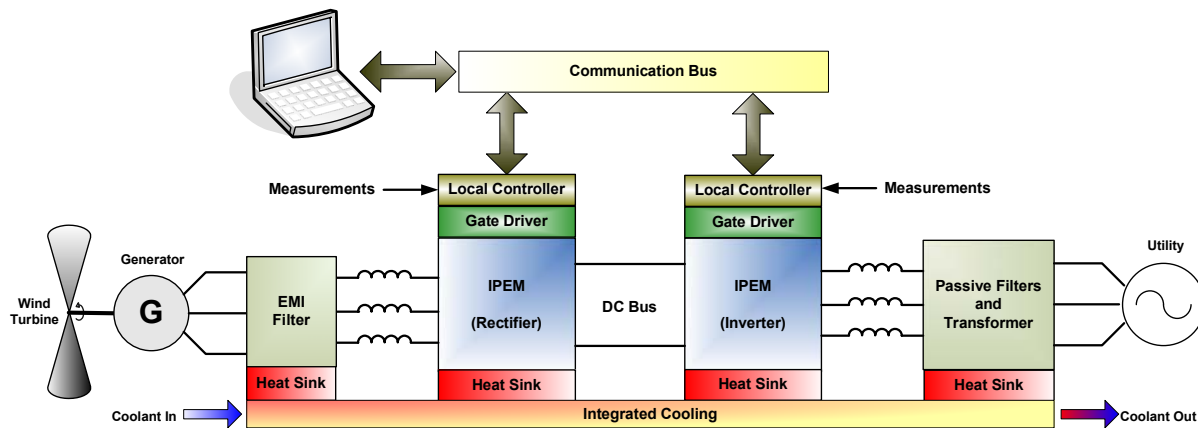 Communication Bus
Measurements
Local Controller
Local Controller
Measurements
Gate Driver
Gate Driver
Generator
Utility
Wind
Turbine
G
EMI
Filter
IPEM
(Rectifier)
DC Bus
IPEM
(Inverter)
Passive Filters
and
Transformer
Heat Sink
Heat Sink
Heat Sink
Heat Sink
Coolant In
Integrated Cooling
Coolant Out